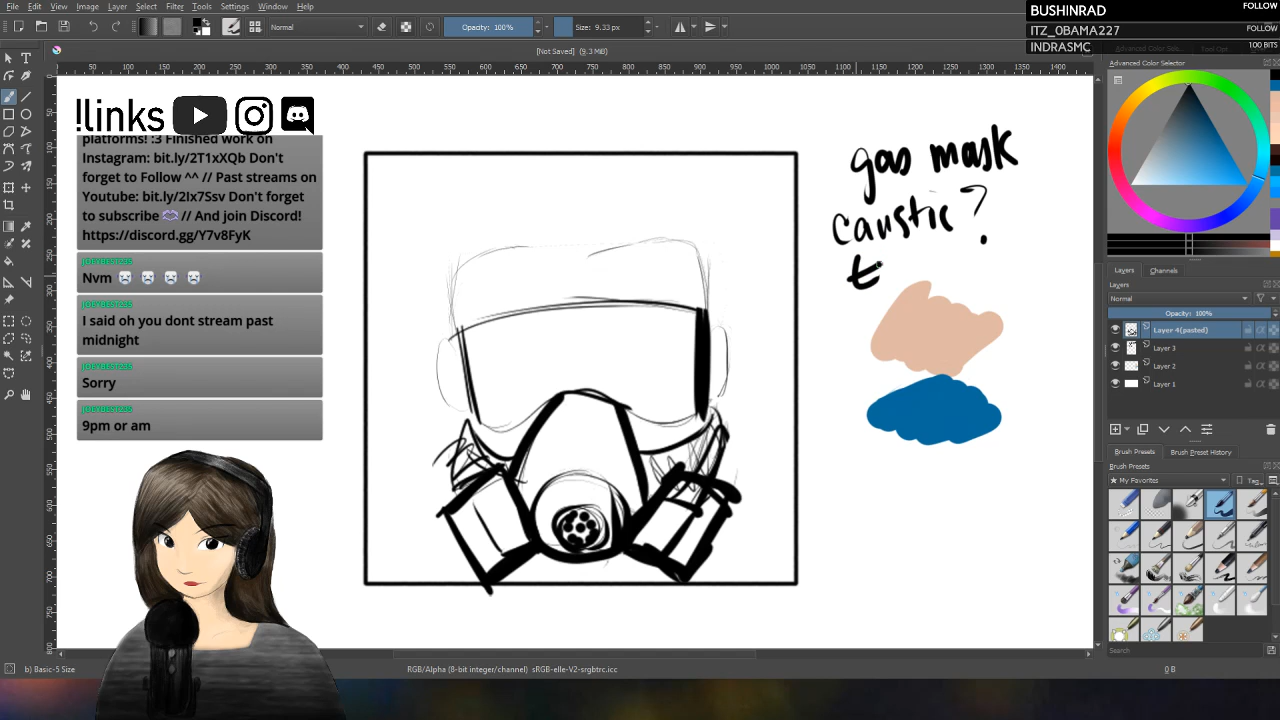 File Edit View Image Layer Select Filter Tools Settings Window Help
Normal
Opacity: 100%
Size: 9.33 px
BUSHINRAD FOLLOW
ITZ_0BAMA227 FOLLOW
INDRASMC 100 BITS
[Not Saved] (9.3 MiB)
!links
platforms! :3 Finished work on
Instagram: bit.ly/2T1xXQb Don't
forget to Follow ^^ // Past streams on
Youtube: bit.ly/2Ix7Ssv Don't forget
to subscribe // And join Discord!
https://discord.gg/Y7v8FyK
Nvm
I said oh you dont stream past
midnight
Sorry
9pm or am
gas mask
caustic?
t
Advanced Color Selector
Layers Channels
Layers
Normal
Opacity: 100%
Layer 4(pasted)
Layer 3
Layer 2
Layer 1
Brush Presets Brush Preset History
Brush Presets
My Favorites
Search
b) Basic-5 Size
RGB/Alpha (8-bit integer/channel) sRGB-elle-V2-srgbtrc.icc
0 B